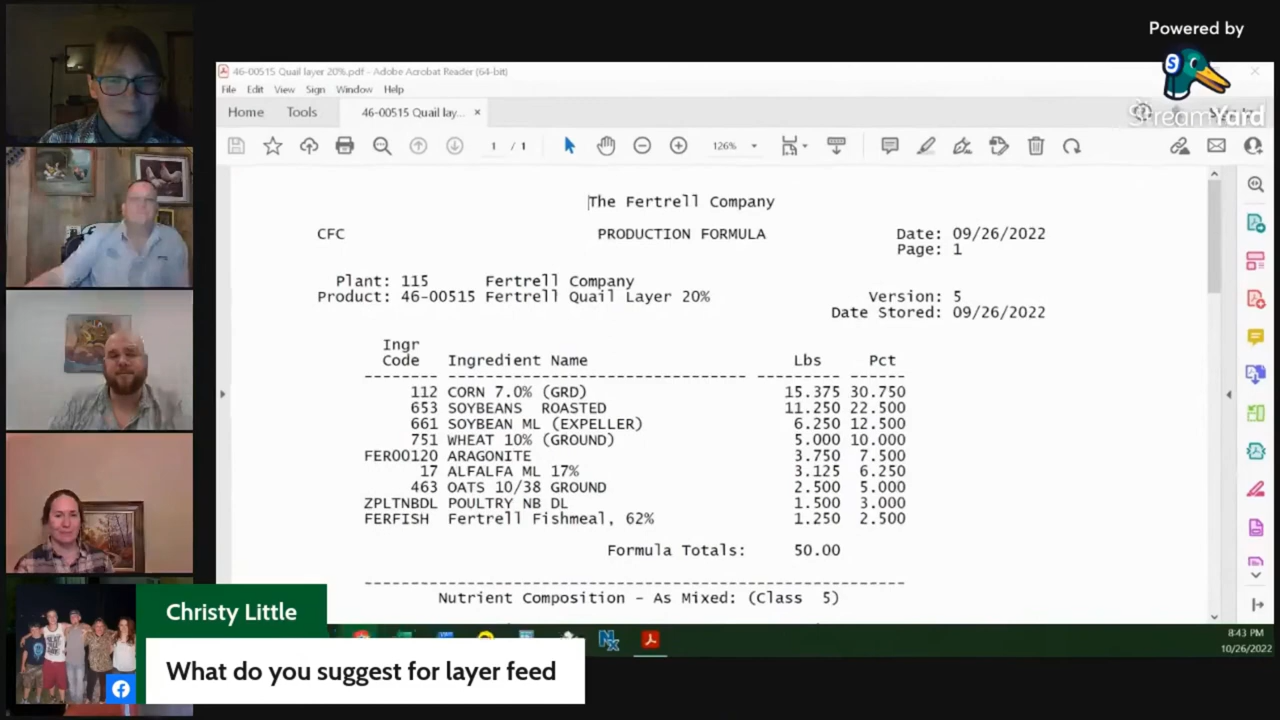 Powered by
StreamYard
46-00515 Quail layer 20%.pdf - Adobe Acrobat Reader (64-bit)
File Edit View Sign Window Help
Home Tools 46-00515 Quail lay... ×
1 / 1 126%
The Fertrell Company
CFC PRODUCTION FORMULA Date: 09/26/2022
Page: 1
Plant: 115 Fertrell Company
Product: 46-00515 Fertrell Quail Layer 20% Version: 5
Date Stored: 09/26/2022
Ingr
Code Ingredient Name Lbs Pct
112 CORN 7.0% (GRD) 15.375 30.750
653 SOYBEANS ROASTED 11.250 22.500
661 SOYBEAN ML (EXPELLER) 6.250 12.500
751 WHEAT 10% (GROUND) 5.000 10.000
FER00120 ARAGONITE 3.750 7.500
17 ALFALFA ML 17% 3.125 6.250
463 OATS 10/38 GROUND 2.500 5.000
ZPLTNBDL POULTRY NB DL 1.500 3.000
FERFISH Fertrell Fishmeal, 62% 1.250 2.500
Formula Totals: 50.00
Nutrient Composition - As Mixed: (Class 5)
Christy Little
What do you suggest for layer feed
8:43 PM
10/26/2022